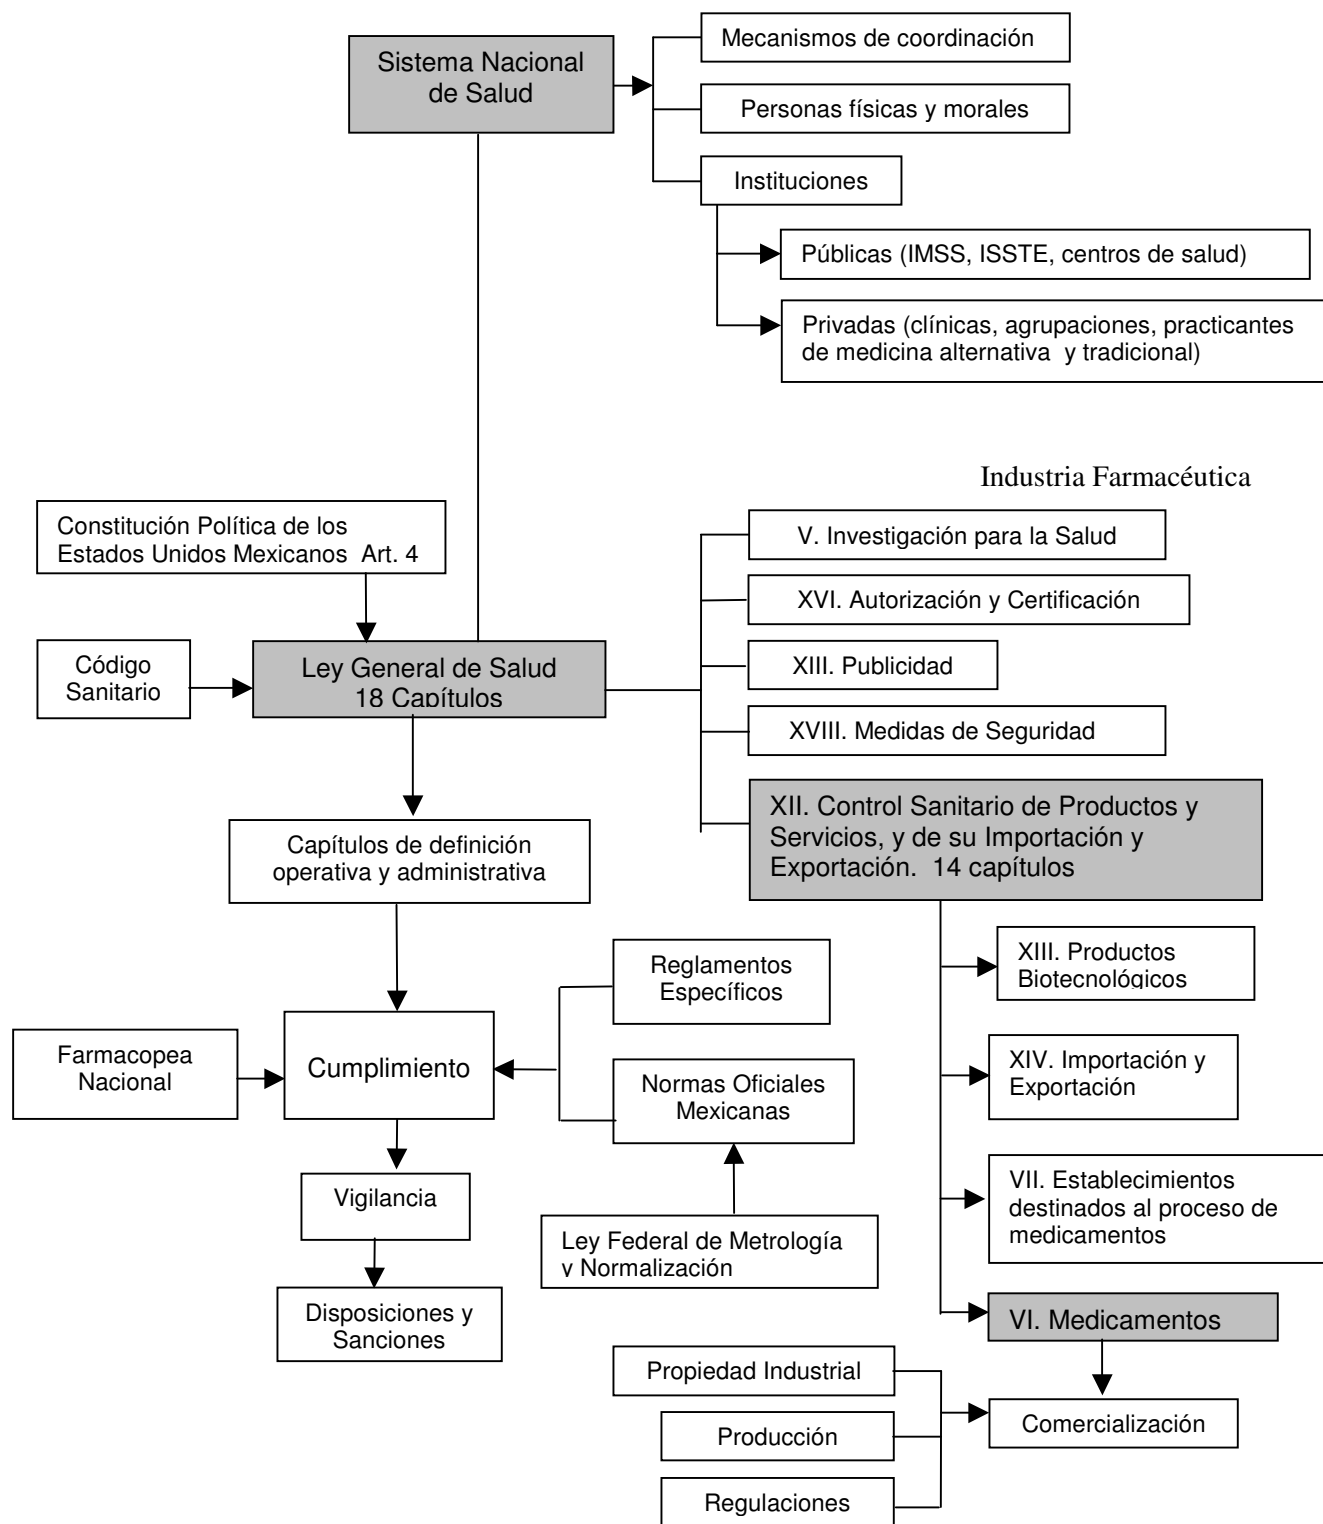 Sistema Nacional
de Salud
Mecanismos de coordinación
Personas físicas y morales
Instituciones
Públicas (IMSS, ISSTE, centros de salud)
Privadas (clínicas, agrupaciones, practicantes
de medicina alternativa y tradicional)
Industria Farmacéutica
Constitución Política de los
Estados Unidos Mexicanos Art. 4
Código
Sanitario
Ley General de Salud
18 Capítulos
V. Investigación para la Salud
XVI. Autorización y Certificación
XIII. Publicidad
XVIII. Medidas de Seguridad
XII. Control Sanitario de Productos y
Servicios, y de su Importación y
Exportación. 14 capítulos
Capítulos de definición
operativa y administrativa
Reglamentos
Específicos
XIII. Productos
Biotecnológicos
Farmacopea
Nacional
Cumplimiento
Normas Oficiales
Mexicanas
XIV. Importación y
Exportación
Vigilancia
VII. Establecimientos
destinados al proceso de
medicamentos
Ley Federal de Metrología
y Normalización
Disposiciones y
Sanciones
VI. Medicamentos
Propiedad Industrial
Producción
Regulaciones
Comercialización